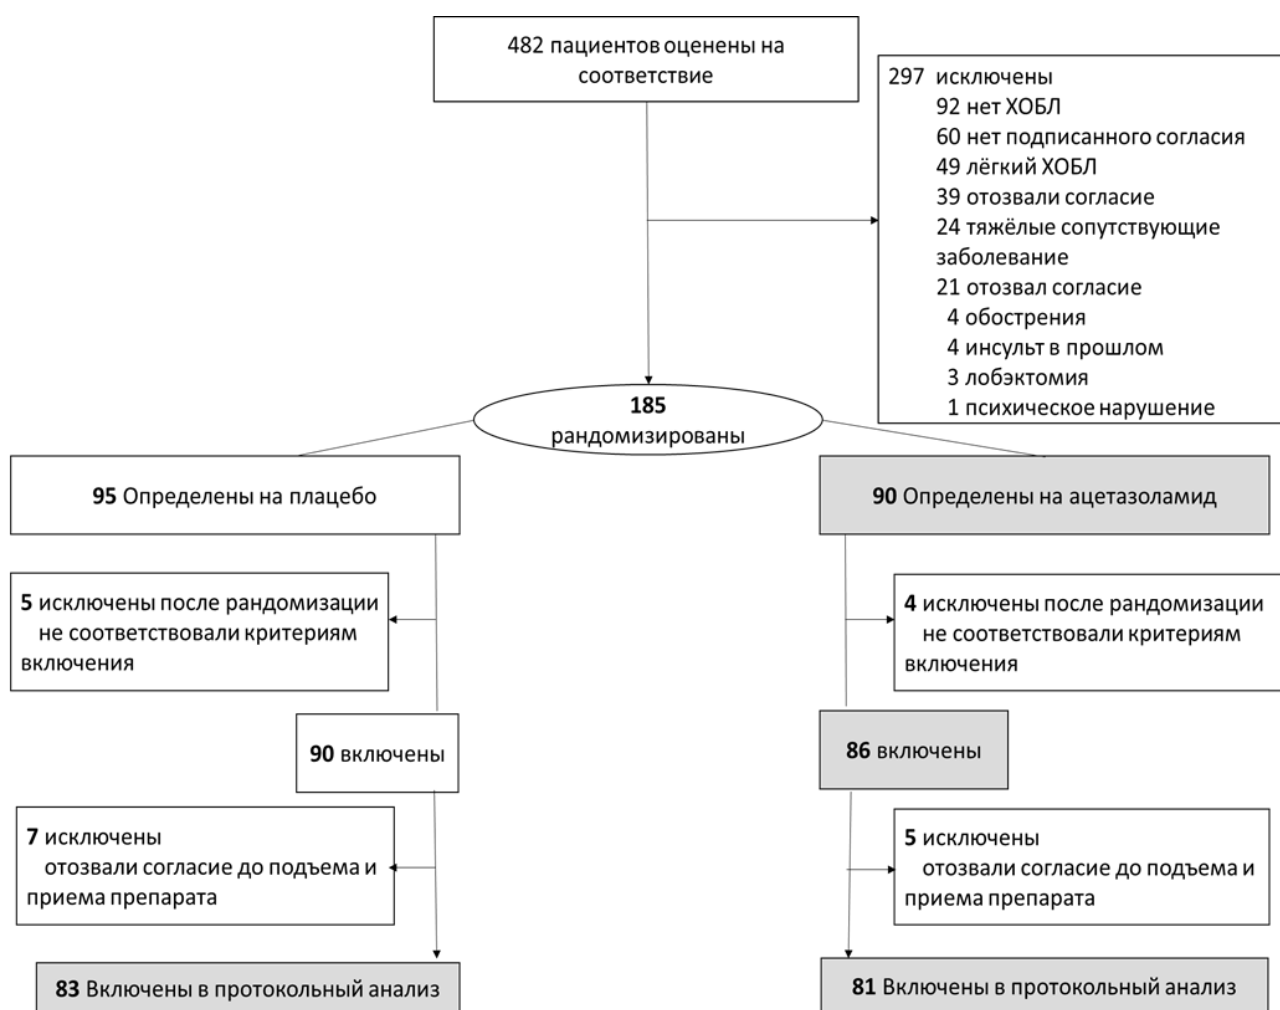 482 пациентов оценены на
соответствие
297 исключены
92 нет ХОБЛ
60 нет подписанного согласия
49 лёгкий ХОБЛ
39 отозвали согласие
24 тяжёлые сопутствующие
заболевание
21 отозвал согласие
4 обострения
4 инсульт в прошлом
3 лобэктомия
1 психическое нарушение
185
рандомизированы
95 Определены на плацебо
90 Определены на ацетазоламид
5 исключены после рандомизации
не соответствовали критериям
включения
4 исключены после рандомизации
не соответствовали критериям
включения
90 включены
86 включены
7 исключены
отозвали согласие до подъема и
приема препарата
5 исключены
отозвали согласие до подъема и
приема препарата
83 Включены в протокольный анализ
81 Включены в протокольный анализ